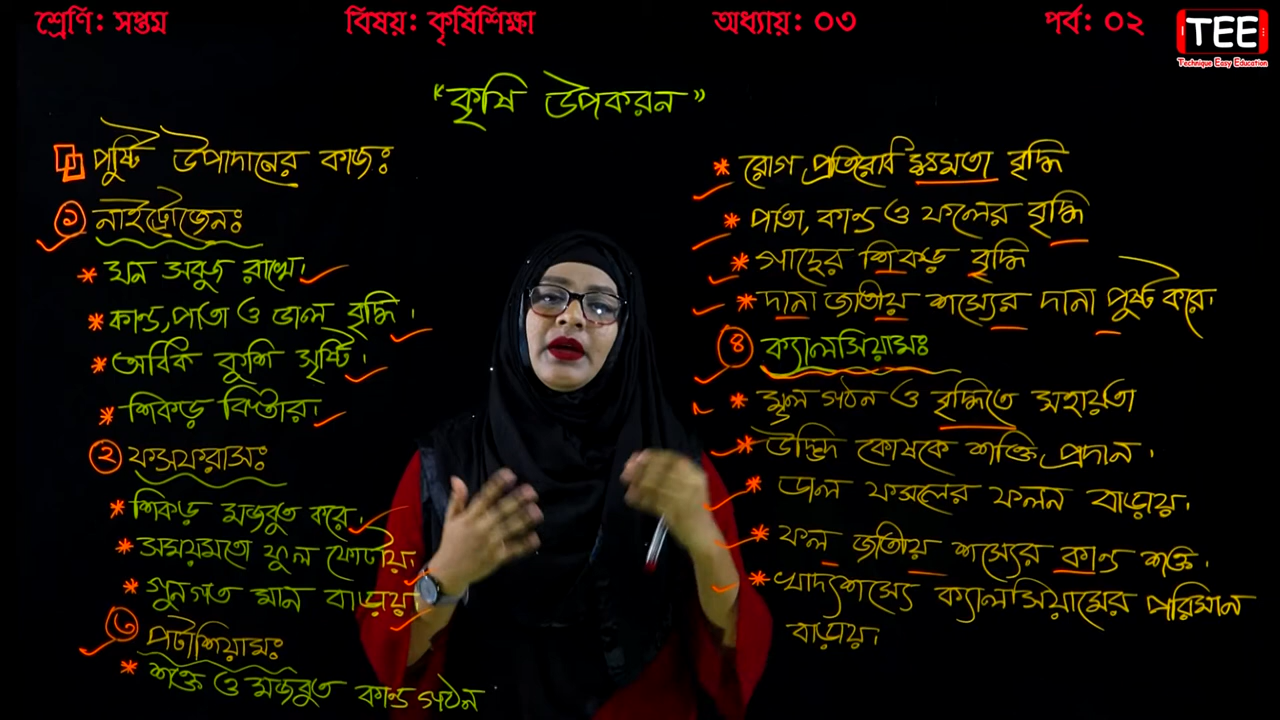 শ্রেণি: সপ্তম
বিষয়: কৃষিশিক্ষা
অধ্যায়: ০৩
পর্ব: ০২
TEE
Technique Easy Education
“কৃষি উপকরন”
পুষ্টি উপাদানের কাজঃ
১ নাইট্রোজেনঃ
* ঘন সবুজ রাখে।
* কান্ড, পাতা ও ডাল বৃদ্ধি।
* অধিক কুশি সৃষ্টি।
* শিকড় বিস্তার।
২ ফসফরাসঃ
* শিকড় মজবুত করে
* সময়মতো ফুল ফোটায়।
* গুনগত মান বাড়ায়
৩ পটাশিয়ামঃ
* শক্ত ও মজবুত কান্ড গঠন
* রোগ প্রতিরোধ ক্ষমতা বৃদ্ধি
* পাতা, কান্ড ও ফলের বৃদ্ধি
* গাছের শিকড় বৃদ্ধি
* দানা জাতীয় শস্যের দানা পুষ্ট করে।
৪ ক্যালসিয়ামঃ
* মূল গঠন ও বৃদ্ধিতে সহায়তা
* উদ্ভিদ কোষকে শক্তি প্রদান।
* ডাল ফসলের ফলন বাড়ায়।
* ফল জাতীয় শস্যের কান্ড শক্ত।
* খাদ্যশস্যে ক্যালসিয়ামের পরিমান
বাড়ায়।